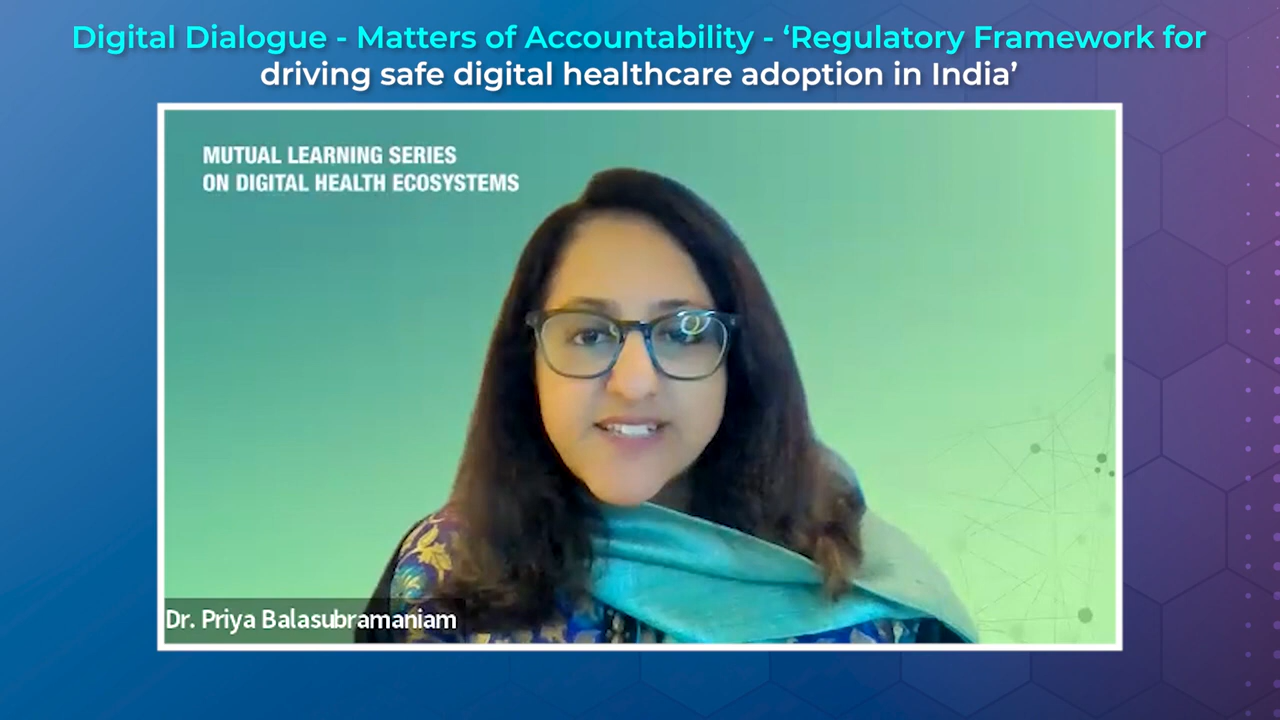 Digital Dialogue - Matters of Accountability - ‘Regulatory Framework for
driving safe digital healthcare adoption in India’
MUTUAL LEARNING SERIES
ON DIGITAL HEALTH ECOSYSTEMS
Dr. Priya Balasubramaniam